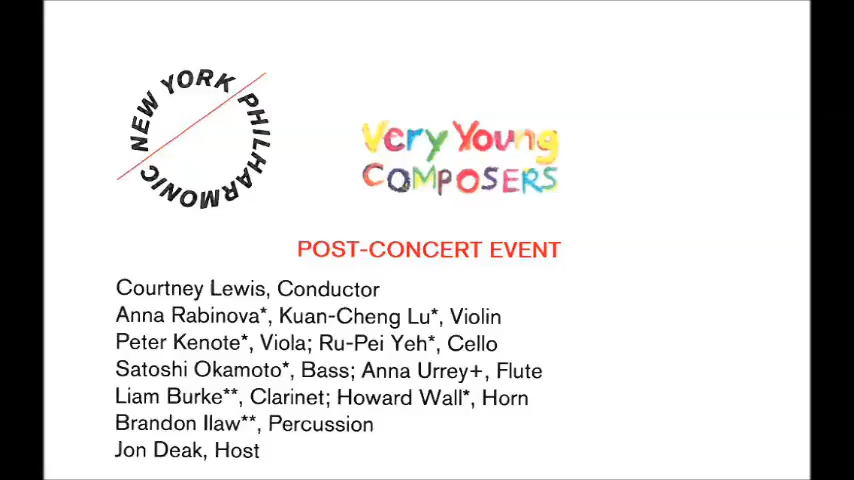 NEW YORK PHILHARMONIC
Very Young
COMPOSERS
POST-CONCERT EVENT
Courtney Lewis, Conductor
Anna Rabinova*, Kuan-Cheng Lu*, Violin
Peter Kenote*, Viola; Ru-Pei Yeh*, Cello
Satoshi Okamoto*, Bass; Anna Urrey+, Flute
Liam Burke**, Clarinet; Howard Wall*, Horn
Brandon Ilaw**, Percussion
Jon Deak, Host